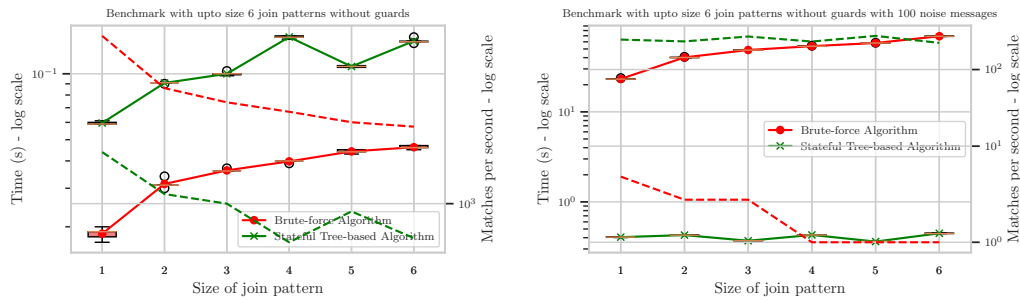 Benchmark with upto size 6 join patterns without guards
Time (s) - log scale
10⁻¹
Matches per second - log scale
10³
Brute-force Algorithm
Stateful Tree-based Algorithm
1 2 3 4 5 6
Size of join pattern
Benchmark with upto size 6 join patterns without guards with 100 noise messages
Time (s) - log scale
10¹
10⁰
Matches per second - log scale
10²
10¹
10⁰
Brute-force Algorithm
Stateful Tree-based Algorithm
1 2 3 4 5 6
Size of join pattern